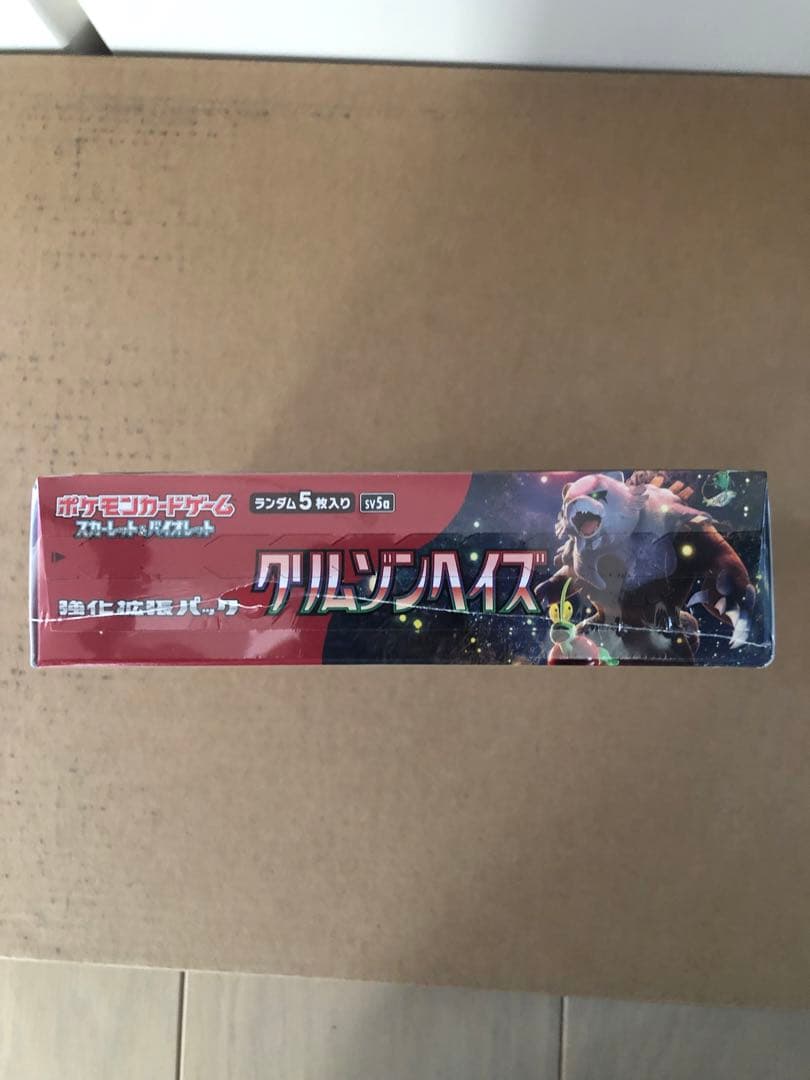 ポケモンカードゲーム
スカーレット&バイオレット
ランダム5枚入り sv5a
強化拡張パック
クリムゾンヘイズ